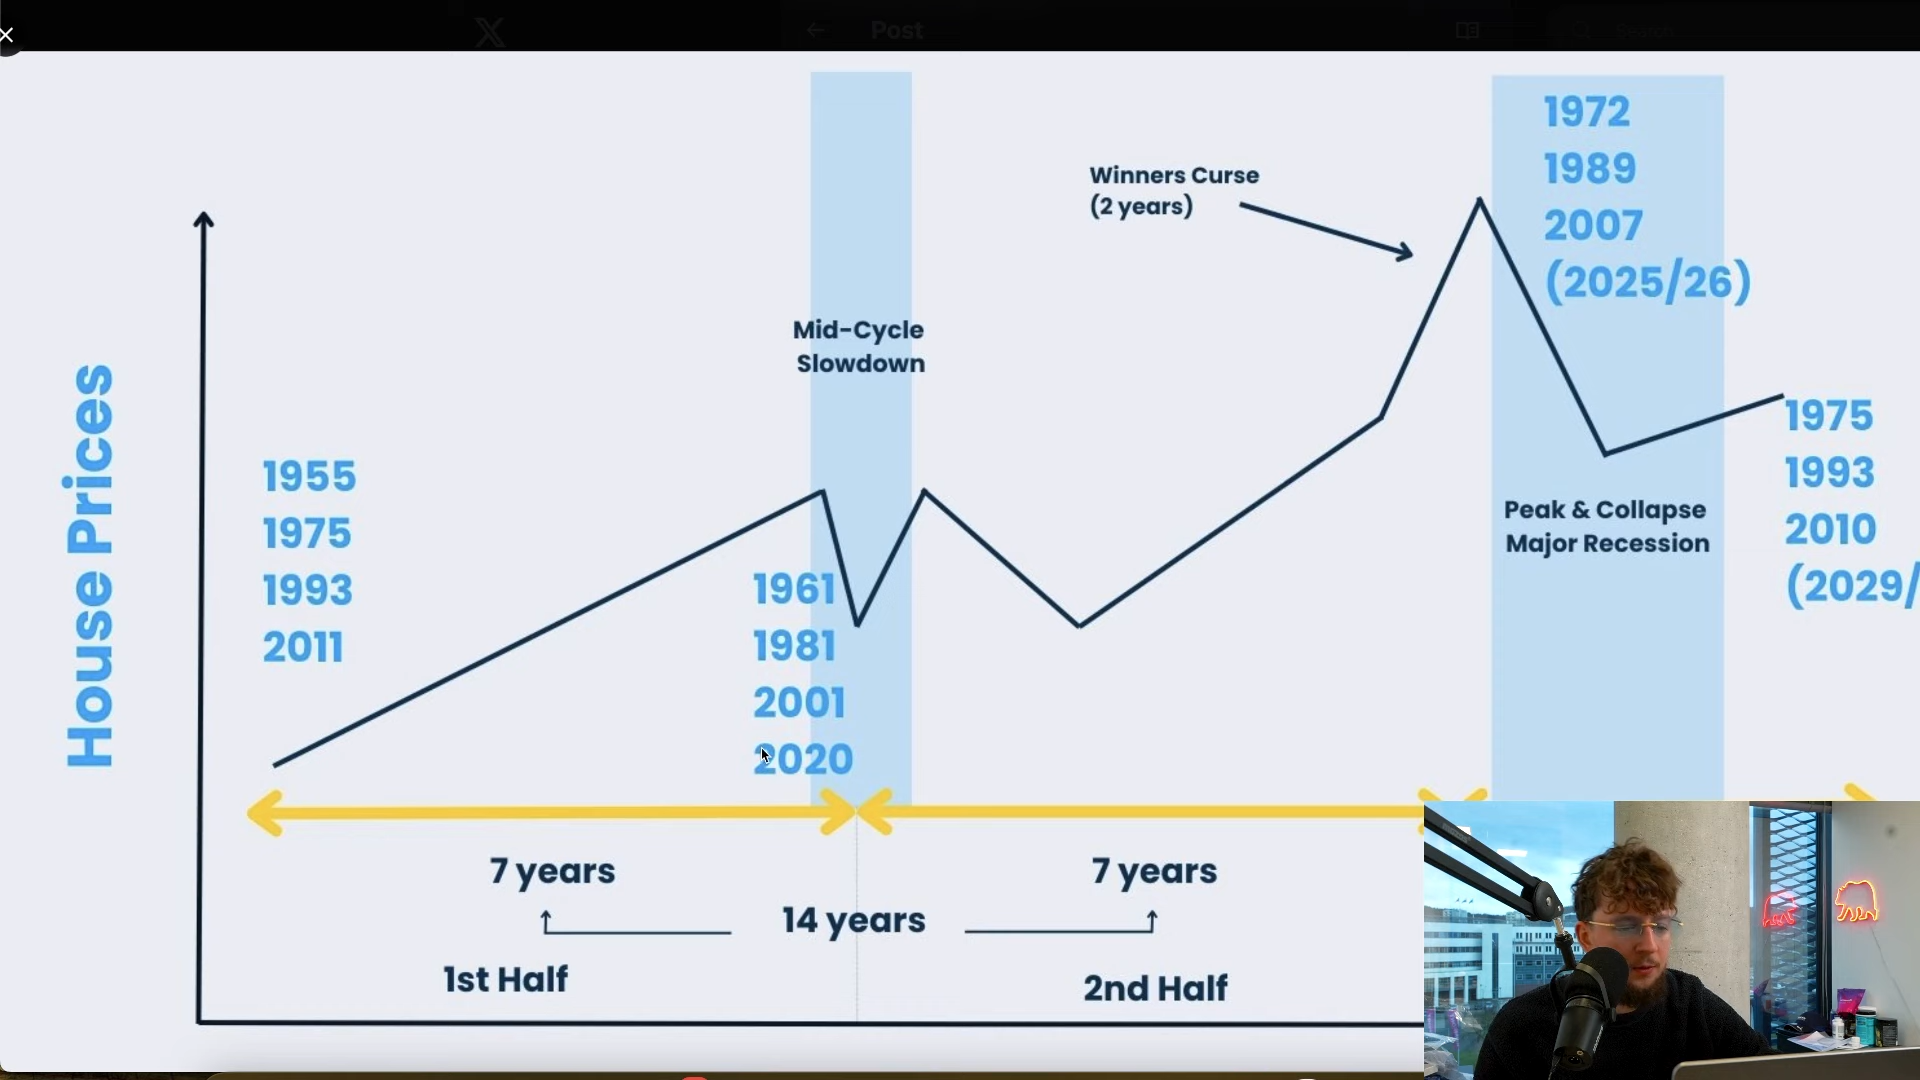 Post
Search
1972
1989
2007
(2025/26)
Winners Curse
(2 years)
Mid-Cycle
Slowdown
House Prices
1955
1975
1993
2011
1961
1981
2001
2020
1975
1993
2010
(2029/
Peak & Collapse
Major Recession
7 years
7 years
14 years
1st Half
2nd Half